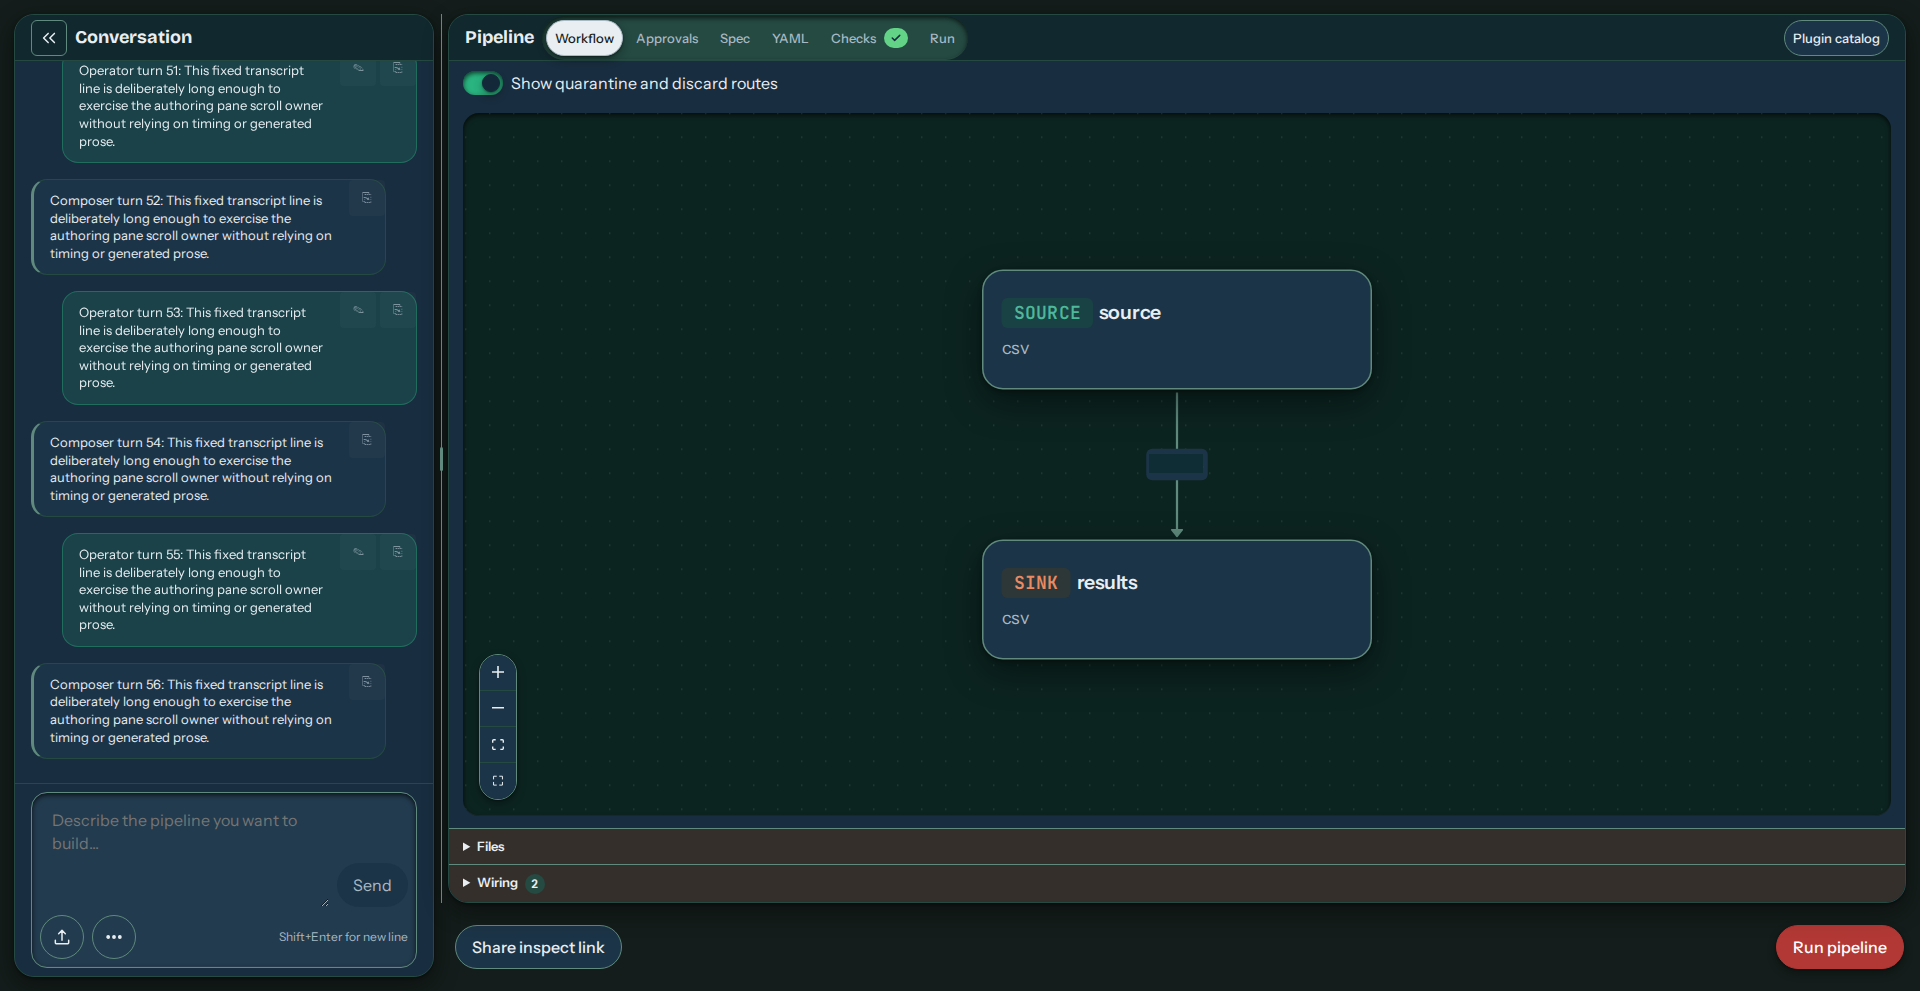 Conversation
Operator turn 51: This fixed transcript
line is deliberately long enough to
exercise the authoring pane scroll owner
without relying on timing or generated
prose.
Composer turn 52: This fixed transcript line is
deliberately long enough to exercise the
authoring pane scroll owner without relying on
timing or generated prose.
Operator turn 53: This fixed transcript
line is deliberately long enough to
exercise the authoring pane scroll owner
without relying on timing or generated
prose.
Composer turn 54: This fixed transcript line is
deliberately long enough to exercise the
authoring pane scroll owner without relying on
timing or generated prose.
Operator turn 55: This fixed transcript
line is deliberately long enough to
exercise the authoring pane scroll owner
without relying on timing or generated
prose.
Composer turn 56: This fixed transcript line is
deliberately long enough to exercise the
authoring pane scroll owner without relying on
timing or generated prose.
Describe the pipeline you want to
build...
Send
Shift+Enter for new line
Pipeline Workflow Approvals Spec YAML Checks Run Plugin catalog
Show quarantine and discard routes
SOURCE source
CSV
SINK results
CSV
Files
Wiring 2
Share inspect link
Run pipeline